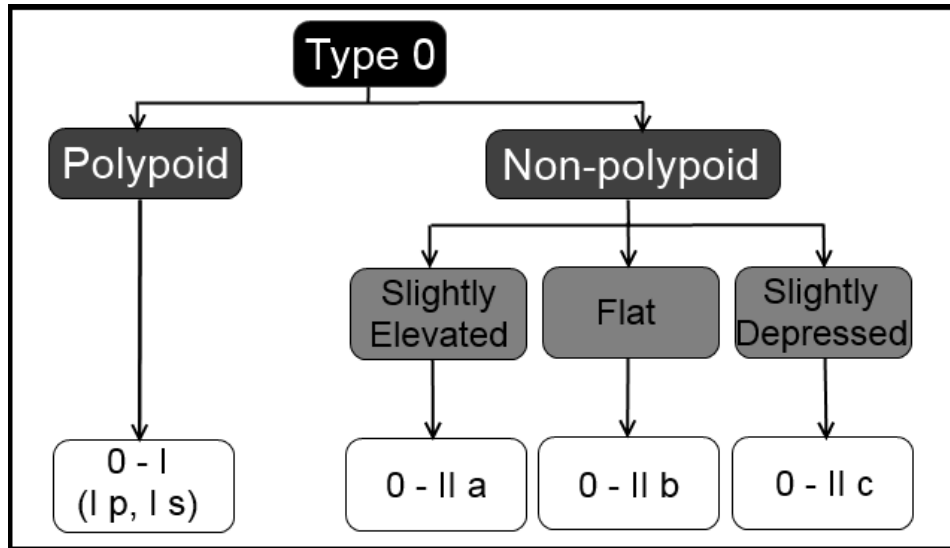 Type 0
Polypoid
Non-polypoid
Slightly
Elevated
Flat
Slightly
Depressed
0 - I
(I p, I s)
0 - II a
0 - II b
0 - II c